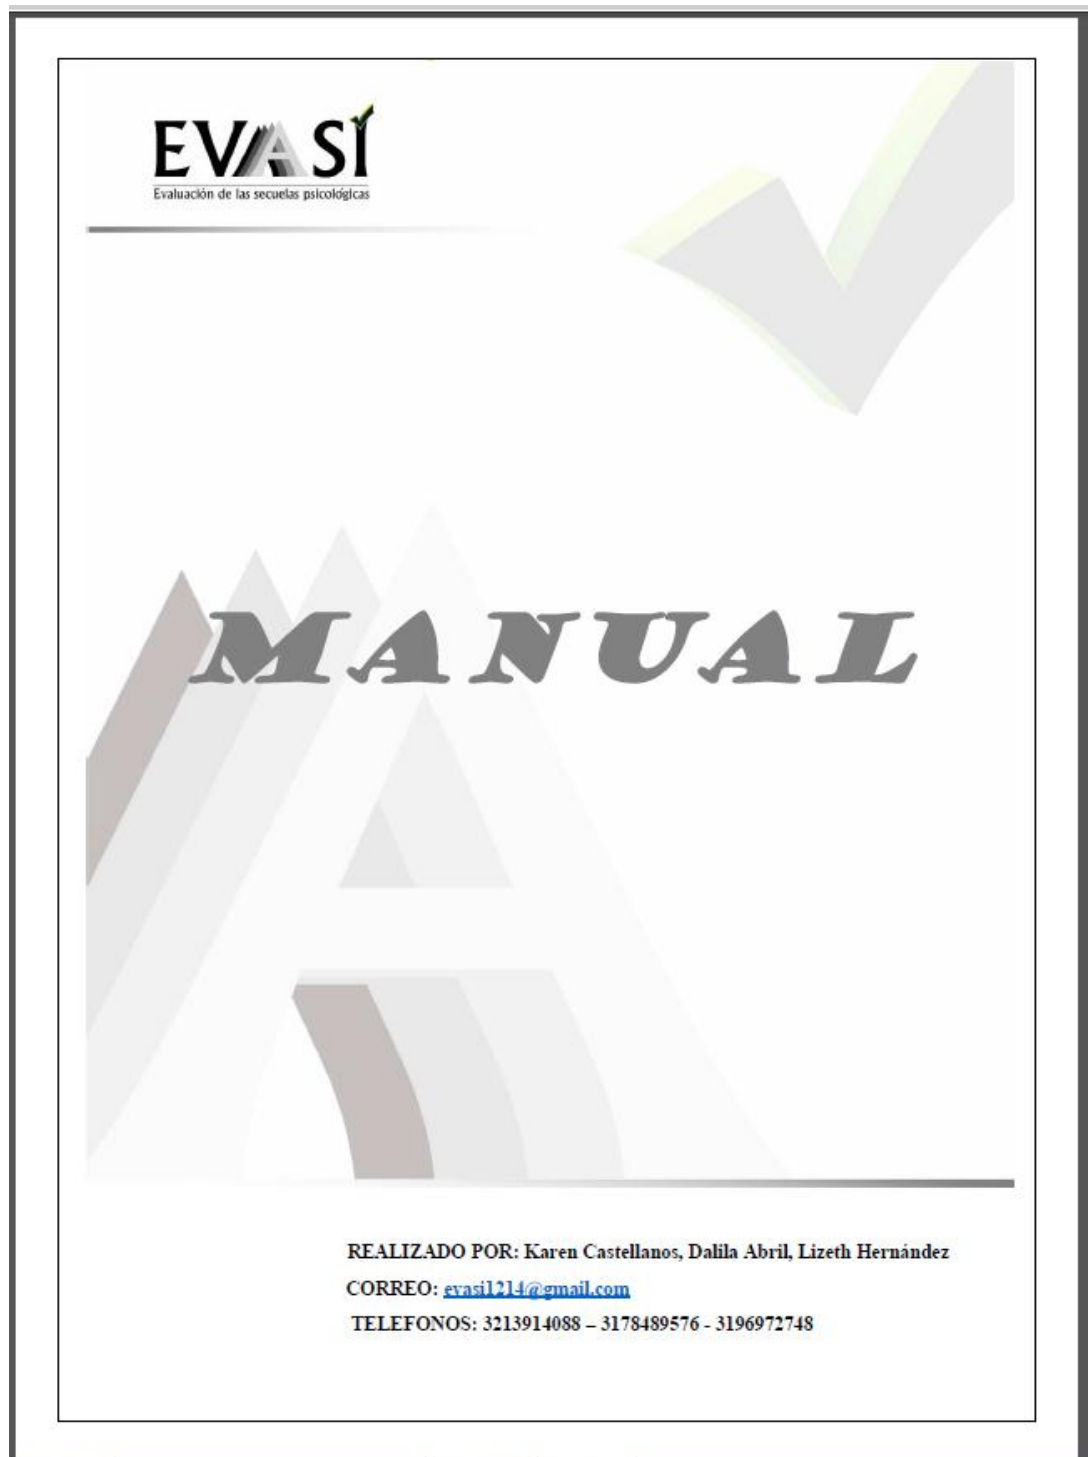 EVASÍ
Evaluación de las secuelas psicológicas
MANUAL
REALIZADO POR: Karen Castellanos, Dalila Abril, Lizeth Hernández
CORREO: evasi1214@gmail.com
TELEFONOS: 3213914088 – 3178489576 - 3196972748